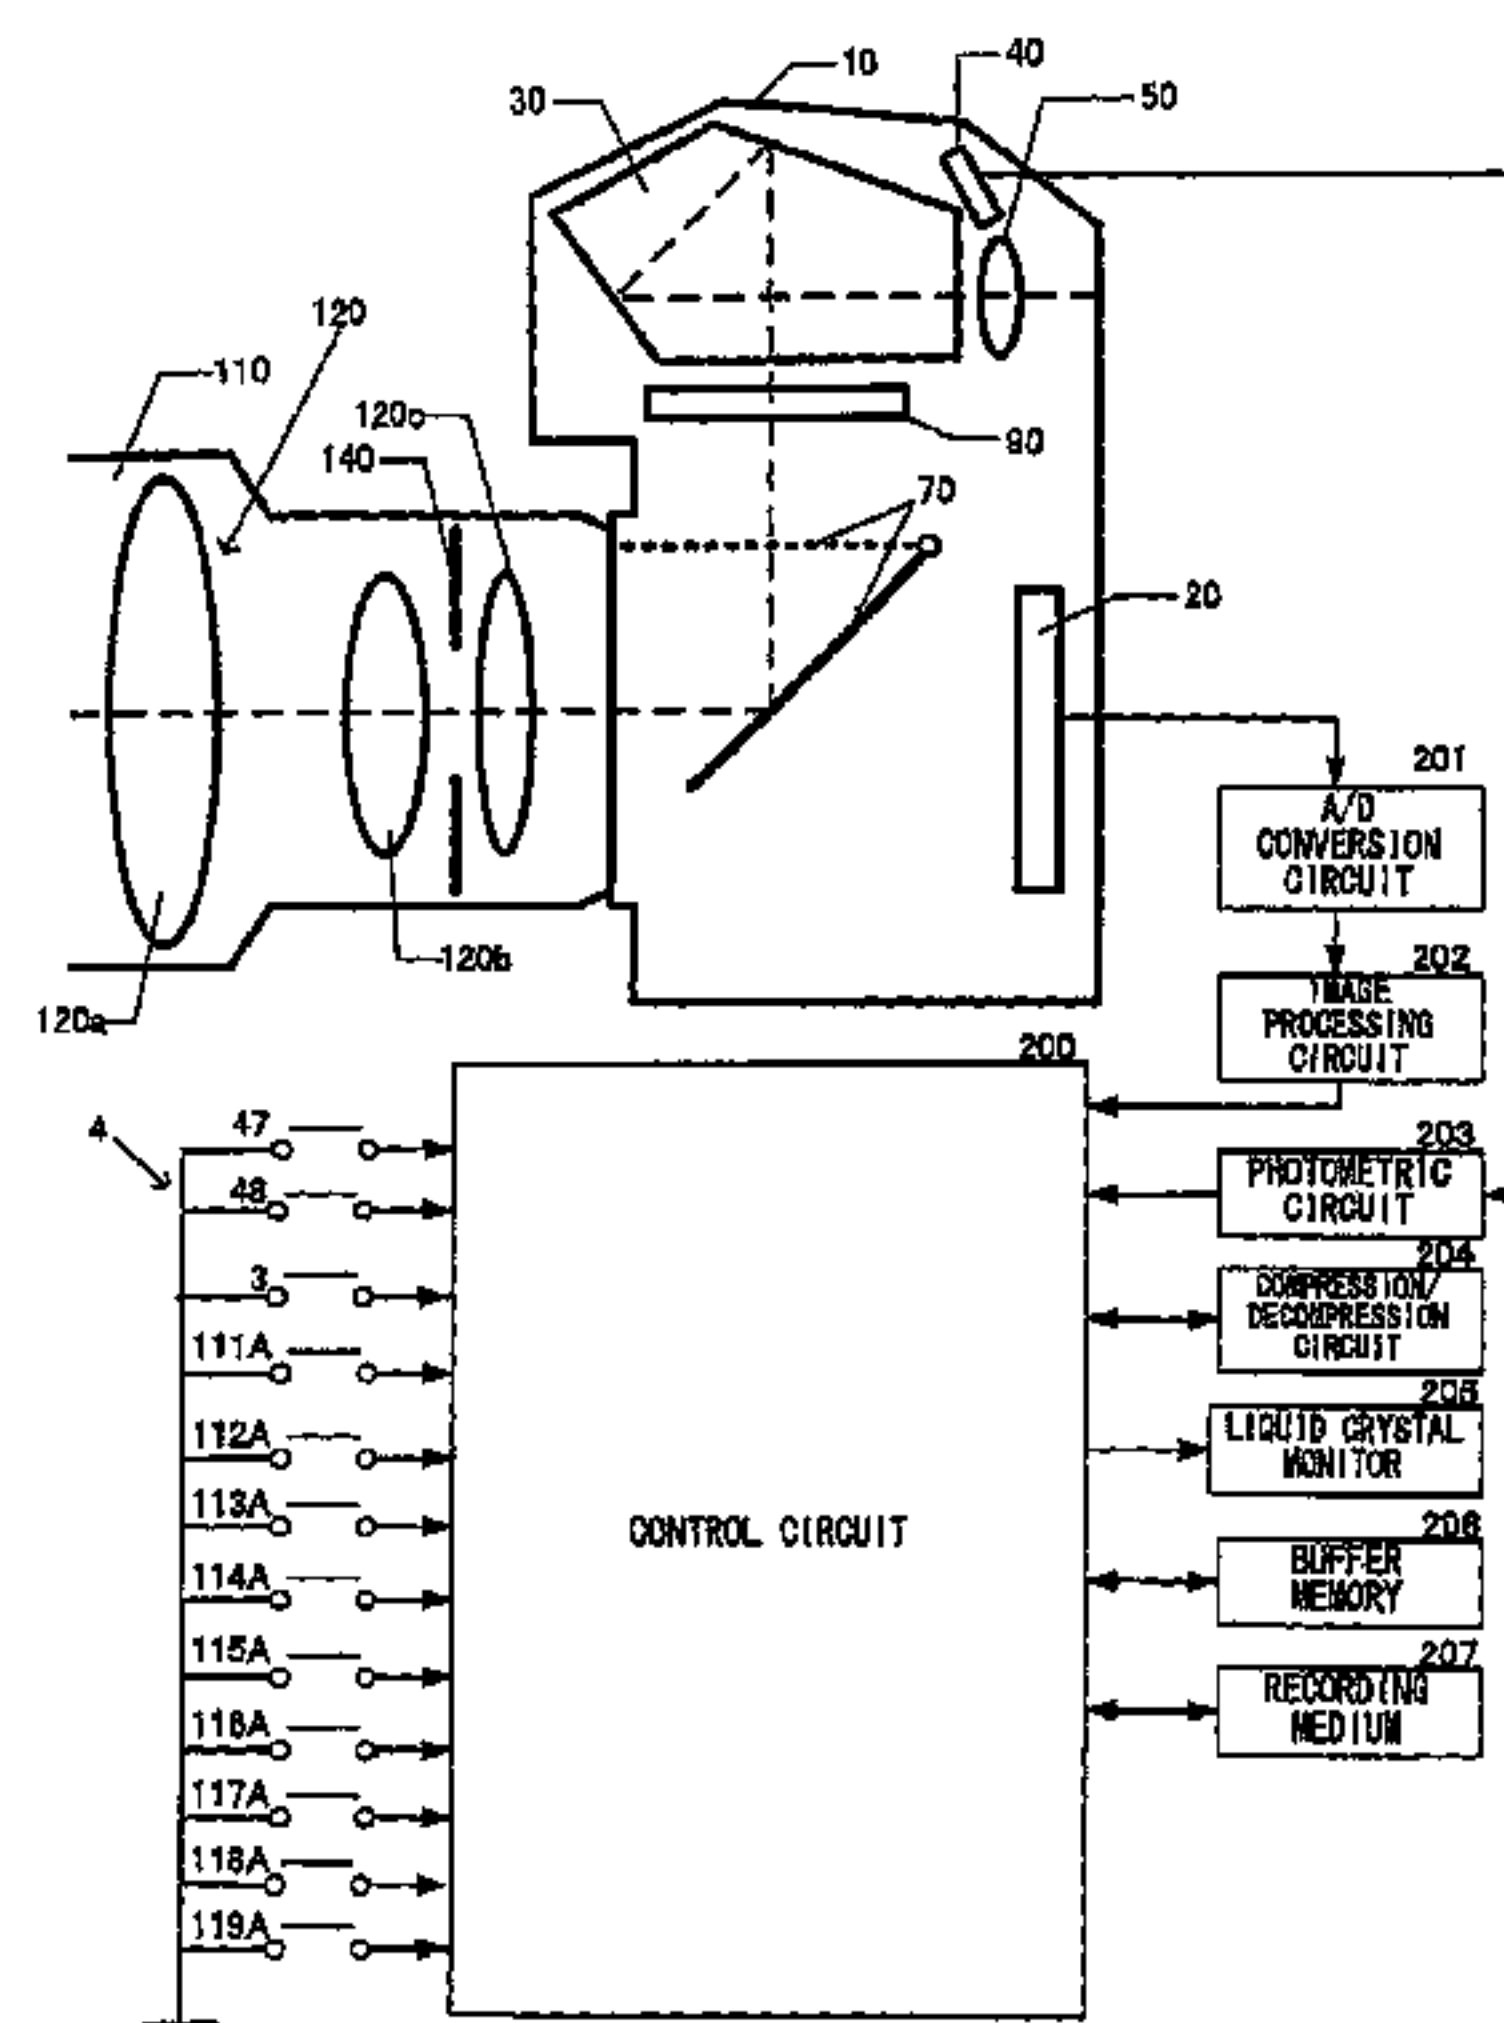 10
40
30
50
120
110
120c
90
140
70
20
201
A/D
CONVERSION
CIRCUIT
120b
202
IMAGE
PROCESSING
CIRCUIT
120a
200
4
47
203
PHOTOMETRIC
CIRCUIT
48
204
COMPRESSION/
DECOMPRESSION
CIRCUIT
3
111A
205
LIQUID CRYSTAL
MONITOR
112A
113A
CONTROL CIRCUIT
206
BUFFER
MEMORY
114A
115A
207
RECORDING
MEDIUM
116A
117A
118A
119A